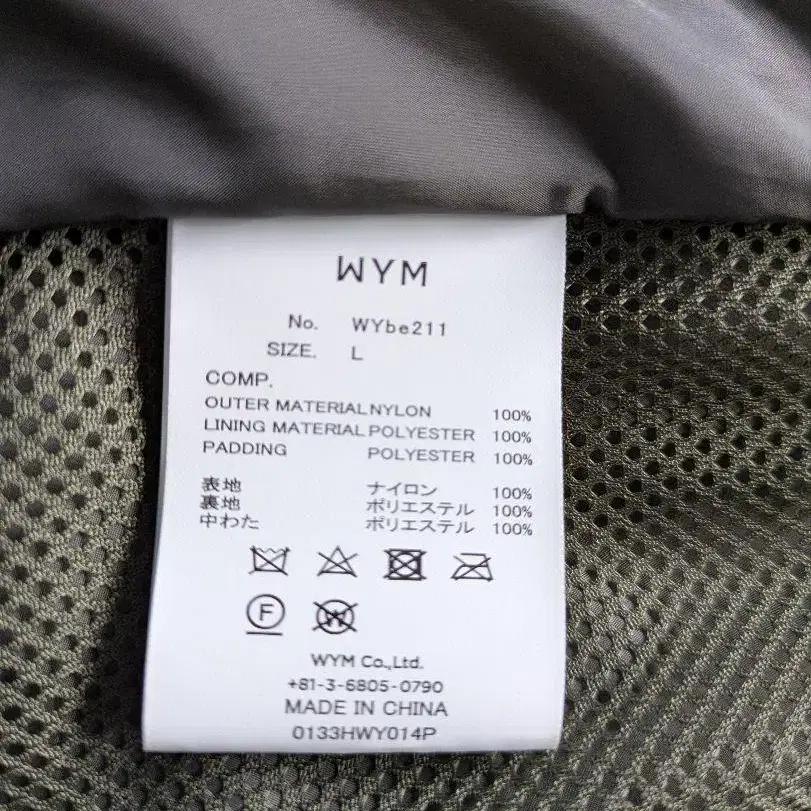 WYM
No. WYbe211
SIZE. L
COMP.
OUTER MATERIAL NYLON 100%
LINING MATERIAL POLYESTER 100%
PADDING POLYESTER 100%
表地 ナイロン 100%
裏地 ポリエステル 100%
中わた ポリエステル 100%
F
W
WYM Co.,Ltd.
+81-3-6805-0790
MADE IN CHINA
0133HWY014P